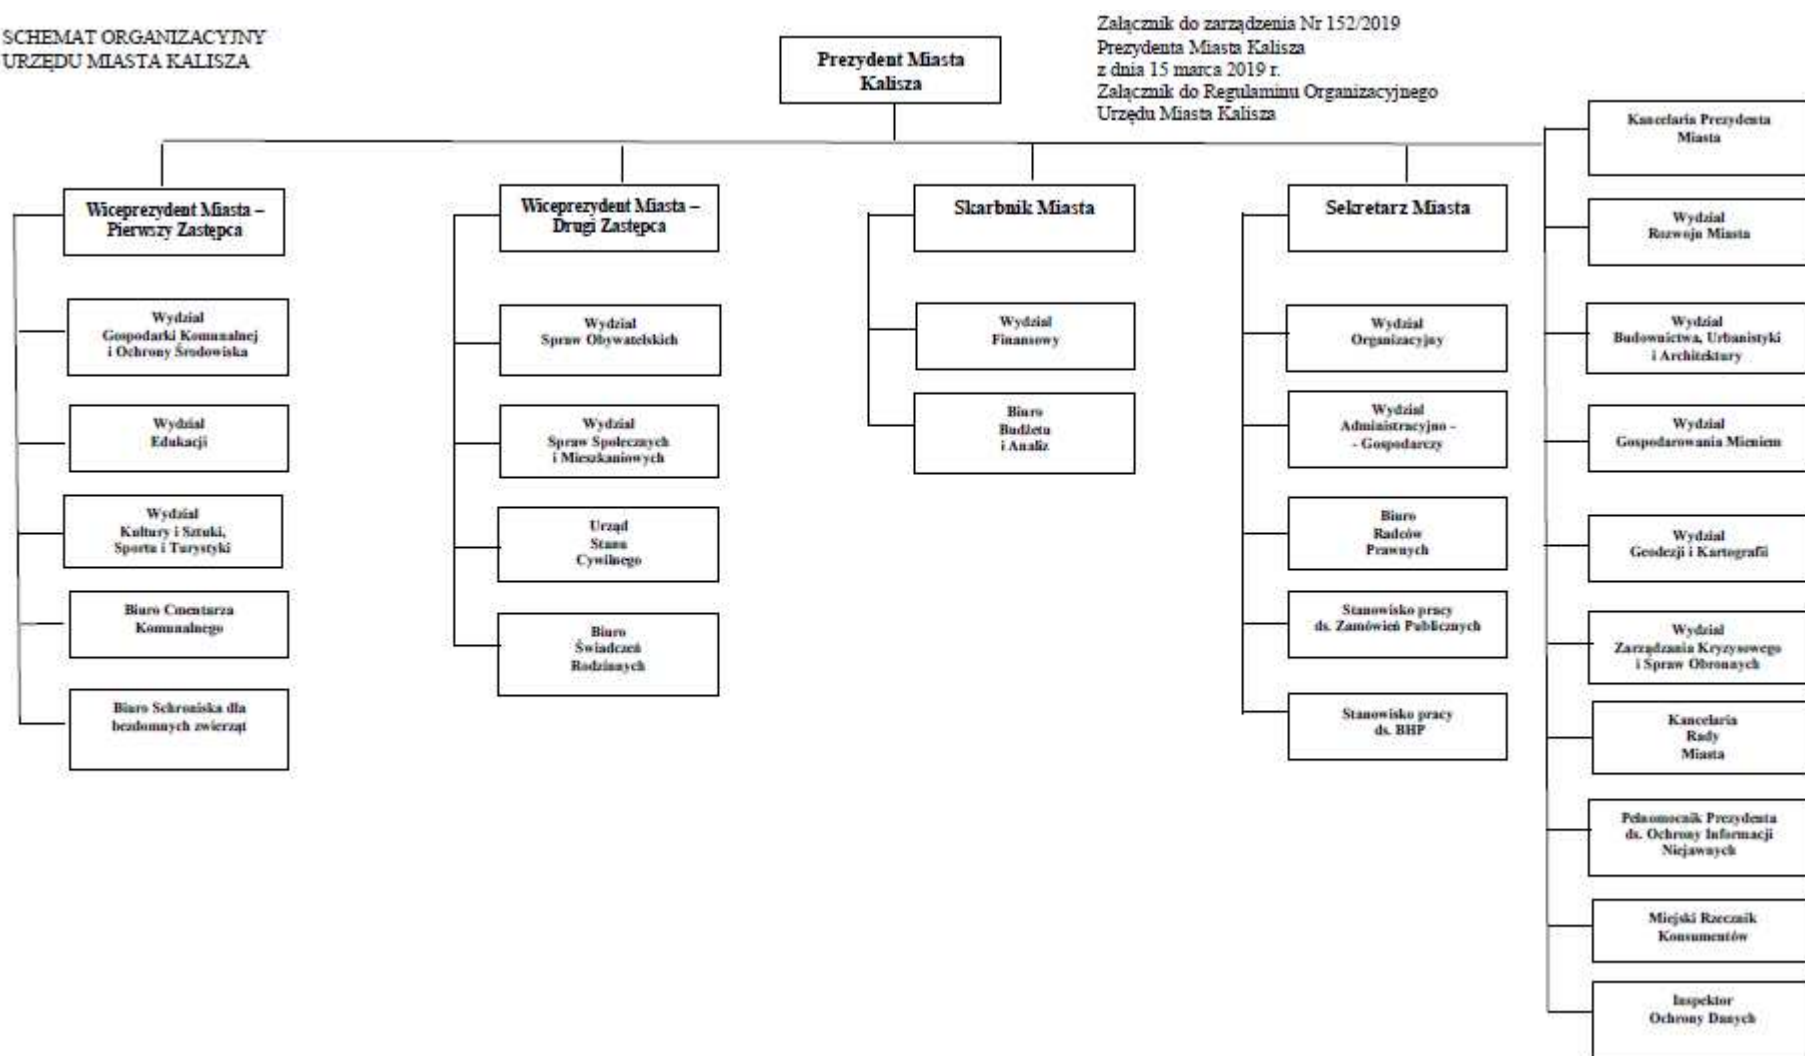 SCHEMAT ORGANIZACYJNY
URZĘDU MIASTA KALISZA
Załącznik do zarządzenia Nr 152/2019
Prezydenta Miasta Kalisza
z dnia 15 marca 2019 r.
Załącznik do Regulaminu Organizacyjnego
Urzędu Miasta Kalisza
Prezydent Miasta
Kalisza
Wiceprezydent Miasta –
Pierwszy Zastępca
Wydział
Gospodarki Komunalnej
i Ochrony Środowiska
Wydział
Edukacji
Wydział
Kultury i Sztuki,
Sportu i Turystyki
Biuro Cmentarza
Komunalnego
Biuro Schroniska dla
bezdomnych zwierząt
Wiceprezydent Miasta –
Drugi Zastępca
Wydział
Spraw Obywatelskich
Wydział
Spraw Społecznych
i Mieszkaniowych
Urząd
Stanu
Cywilnego
Biuro
Świadczeń
Rodzinnych
Skarbnik Miasta
Wydział
Finansowy
Biuro
Budżetu
i Analiz
Sekretarz Miasta
Wydział
Organizacyjny
Wydział
Administracyjno -
- Gospodarczy
Biuro
Radców
Prawnych
Stanowisko pracy
ds. Zamówień Publicznych
Stanowisko pracy
ds. BHP
Kancelaria Prezydenta
Miasta
Wydział
Rozwoju Miasta
Wydział
Budownictwa, Urbanistyki
i Architektury
Wydział
Gospodarowania Mieniem
Wydział
Geodezji i Kartografii
Wydział
Zarządzania Kryzysowego
i Spraw Obronnych
Kancelaria
Rady
Miasta
Pełnomocnik Prezydenta
ds. Ochrony Informacji
Niejawnych
Miejski Rzecznik
Konsumentów
Inspektor
Ochrony Danych